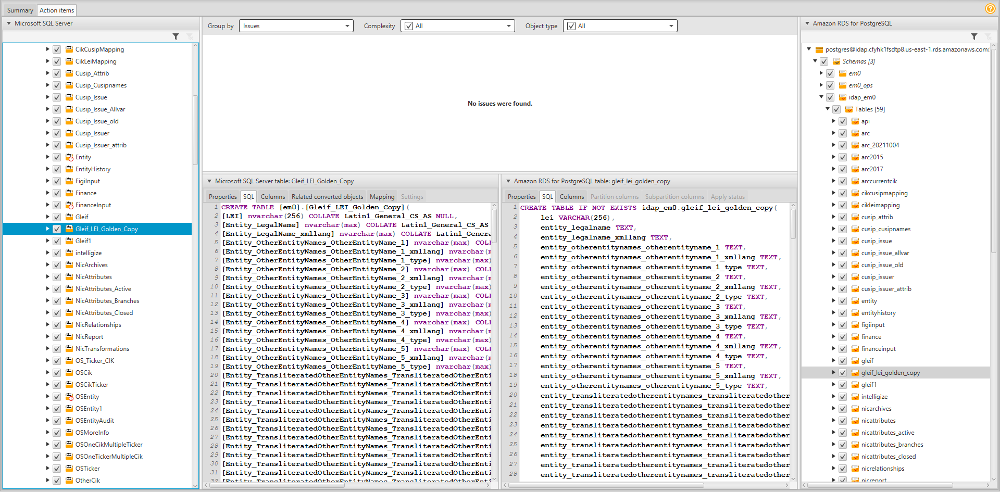 Summary
Action items
Microsoft SQL Server
CikCusipMapping
CikLeiMapping
Cusip_Attrib
Cusip_Cusipnames
Cusip_Issue
Cusip_Issue_Allvar
Cusip_Issue_old
Cusip_Issuer
Cusip_Issuer_attrib
Entity
EntityHistory
FigiInput
Finance
FinanceInput
Gleif
Gleif_LEI_Golden_Copy
Gleif1
intelligize
NicArchives
NicAttributes
NicAttributes_Active
NicAttributes_Branches
NicAttributes_Closed
NicRelationships
NicReport
NicTransformations
OS_Ticker_CIK
OSCik
OSCikTicker
OSEntity
OSEntity1
OSEntityAudit
OSMoreInfo
OSOneCikMultipleTicker
OSOneTickerMultipleCik
OSTicker
OtherCik
Group by Issues Complexity All Object type All
No issues were found.
Microsoft SQL Server table: Gleif_LEI_Golden_Copy
Properties SQL Columns Related converted objects Mapping Settings
1 CREATE TABLE [em0].[Gleif_LEI_Golden_Copy](
2 [LEI] nvarchar(256) COLLATE Latin1_General_CS_AS NULL,
3 [Entity_LegalName] nvarchar(max) COLLATE Latin1_General_CS_AS
4 [Entity_LegalName_xmllang] nvarchar(max) COLLATE Latin1_Genera
5 [Entity_OtherEntityNames_OtherEntityName_1] nvarchar(max) COLL
6 [Entity_OtherEntityNames_OtherEntityName_1_xmllang] nvarchar(m
7 [Entity_OtherEntityNames_OtherEntityName_1_type] nvarchar(max)
8 [Entity_OtherEntityNames_OtherEntityName_2] nvarchar(max) COLL
9 [Entity_OtherEntityNames_OtherEntityName_2_xmllang] nvarchar(m
10 [Entity_OtherEntityNames_OtherEntityName_2_type] nvarchar(max)
11 [Entity_OtherEntityNames_OtherEntityName_3] nvarchar(max) COLL
12 [Entity_OtherEntityNames_OtherEntityName_3_xmllang] nvarchar(m
13 [Entity_OtherEntityNames_OtherEntityName_3_type] nvarchar(max)
14 [Entity_OtherEntityNames_OtherEntityName_4] nvarchar(max) COLL
15 [Entity_OtherEntityNames_OtherEntityName_4_xmllang] nvarchar(m
16 [Entity_OtherEntityNames_OtherEntityName_4_type] nvarchar(max)
17 [Entity_OtherEntityNames_OtherEntityName_5] nvarchar(max) COLL
18 [Entity_OtherEntityNames_OtherEntityName_5_xmllang] nvarchar(m
19 [Entity_OtherEntityNames_OtherEntityName_5_type] nvarchar(max)
20 [Entity_TransliteratedOtherEntityNames_TransliteratedOtherEnti
21 [Entity_TransliteratedOtherEntityNames_TransliteratedOtherEnti
22 [Entity_TransliteratedOtherEntityNames_TransliteratedOtherEnti
23 [Entity_TransliteratedOtherEntityNames_TransliteratedOtherEnti
24 [Entity_TransliteratedOtherEntityNames_TransliteratedOtherEnti
25 [Entity_TransliteratedOtherEntityNames_TransliteratedOtherEnti
26 [Entity_TransliteratedOtherEntityNames_TransliteratedOtherEnti
27 [Entity_TransliteratedOtherEntityNames_TransliteratedOtherEnti
28 [Entity_TransliteratedOtherEntityNames_TransliteratedOtherEnti
29 [Entity_TransliteratedOtherEntityNames_TransliteratedOtherEnti
30 [Entity_TransliteratedOtherEntityNames_TransliteratedOtherEnti
31 [Entity_TransliteratedOtherEntityNames_TransliteratedOtherEnti
Amazon RDS for PostgreSQL table: gleif_lei_golden_copy
Properties SQL Columns Partition columns Subpartition columns Apply status
1 CREATE TABLE IF NOT EXISTS idap_em0.gleif_lei_golden_copy(
2 lei VARCHAR(256),
3 entity_legalname TEXT,
4 entity_legalname_xmllang TEXT,
5 entity_otherentitynames_otherentityname_1 TEXT,
6 entity_otherentitynames_otherentityname_1_xmllang TEXT,
7 entity_otherentitynames_otherentityname_1_type TEXT,
8 entity_otherentitynames_otherentityname_2 TEXT,
9 entity_otherentitynames_otherentityname_2_xmllang TEXT,
10 entity_otherentitynames_otherentityname_2_type TEXT,
11 entity_otherentitynames_otherentityname_3 TEXT,
12 entity_otherentitynames_otherentityname_3_xmllang TEXT,
13 entity_otherentitynames_otherentityname_3_type TEXT,
14 entity_otherentitynames_otherentityname_4 TEXT,
15 entity_otherentitynames_otherentityname_4_xmllang TEXT,
16 entity_otherentitynames_otherentityname_4_type TEXT,
17 entity_otherentitynames_otherentityname_5 TEXT,
18 entity_otherentitynames_otherentityname_5_xmllang TEXT,
19 entity_otherentitynames_otherentityname_5_type TEXT,
20 entity_transliteratedotherentitynames_transliteratedother
21 entity_transliteratedotherentitynames_transliteratedother
22 entity_transliteratedotherentitynames_transliteratedother
23 entity_transliteratedotherentitynames_transliteratedother
24 entity_transliteratedotherentitynames_transliteratedother
25 entity_transliteratedotherentitynames_transliteratedother
26 entity_transliteratedotherentitynames_transliteratedother
27 entity_transliteratedotherentitynames_transliteratedother
28 entity_transliteratedotherentitynames_transliteratedother
Amazon RDS for PostgreSQL
postgres@idap.cfyhk1fsdtp8.us-east-1.rds.amazonaws.com:
Schemas [3]
em0
em0_ops
idap_em0
Tables [59]
api
arc
arc_20211004
arc2015
arc2017
arccurrentcik
cikcusipmapping
cikleimapping
cusip_attrib
cusip_cusipnames
cusip_issue
cusip_issue_allvar
cusip_issue_old
cusip_issuer
cusip_issuer_attrib
entity
entityhistory
figiinput
finance
financeinput
gleif
gleif_lei_golden_copy
gleif1
intelligize
nicarchives
nicattributes
nicattributes_active
nicattributes_branches
nicattributes_closed
nicrelationships
nicreport